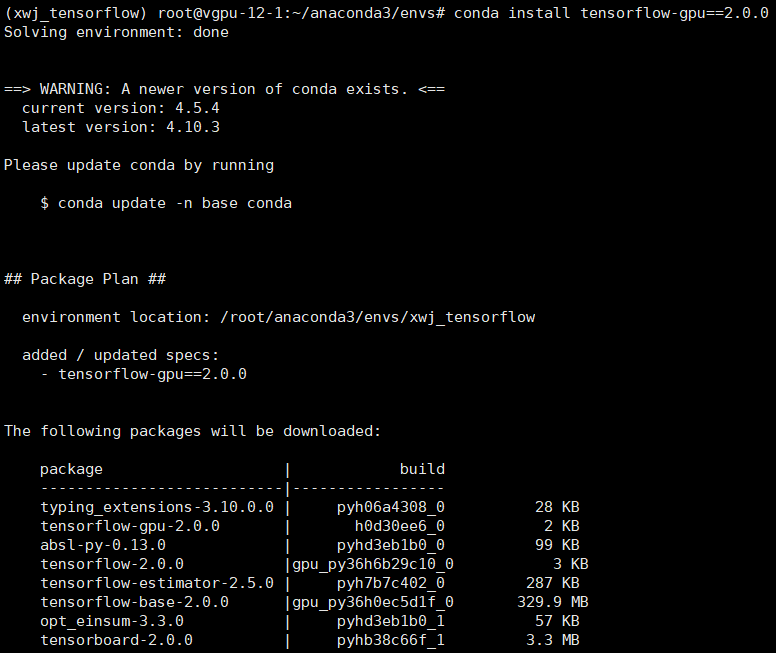 (xwj_tensorflow) root@vgpu-12-1:~/anaconda3/envs# conda install tensorflow-gpu==2.0.0
Solving environment: done
==> WARNING: A newer version of conda exists. <==
  current version: 4.5.4
  latest version: 4.10.3
Please update conda by running
    $ conda update -n base conda
## Package Plan ##
  environment location: /root/anaconda3/envs/xwj_tensorflow
  added / updated specs:
    - tensorflow-gpu==2.0.0
The following packages will be downloaded:
    package                    |            build
    ---------------------------|-----------------
    typing_extensions-3.10.0.0 |     pyh06a4308_0          28 KB
    tensorflow-gpu-2.0.0       |       h0d30ee6_0           2 KB
    absl-py-0.13.0             |     pyhd3eb1b0_0          99 KB
    tensorflow-2.0.0           |gpu_py36h6b29c10_0           3 KB
    tensorflow-estimator-2.5.0 |     pyh7b7c402_0         287 KB
    tensorflow-base-2.0.0      |gpu_py36h0ec5d1f_0       329.9 MB
    opt_einsum-3.3.0           |     pyhd3eb1b0_1          57 KB
    tensorboard-2.0.0          |     pyhb38c66f_1         3.3 MB